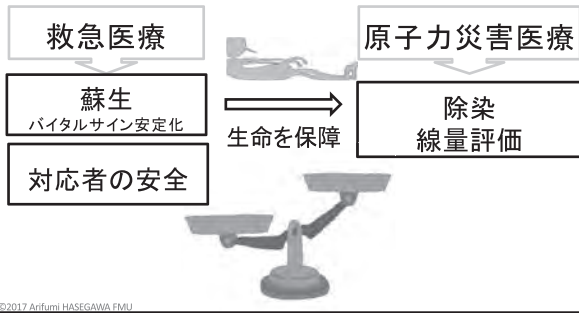 救急医療
原子力災害医療
蘇生
バイタルサイン安定化
生命を保障
除染
線量評価
対応者の安全
©2017 Arifumi HASEGAWA FMU